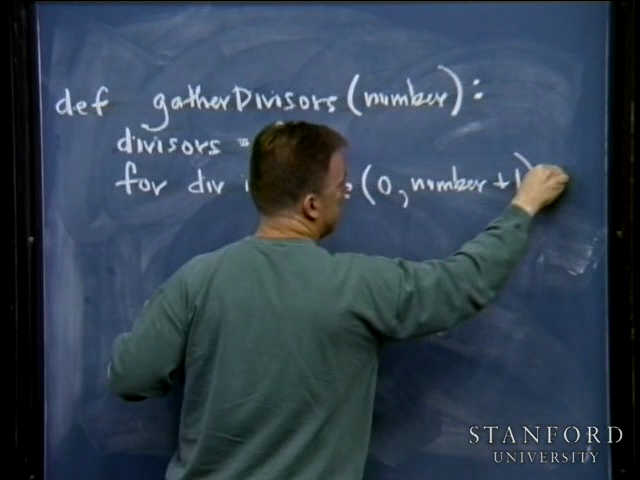 def gatherDivisors(number):
divisors =
for div (0, number + 1)
STANFORD
UNIVERSITY